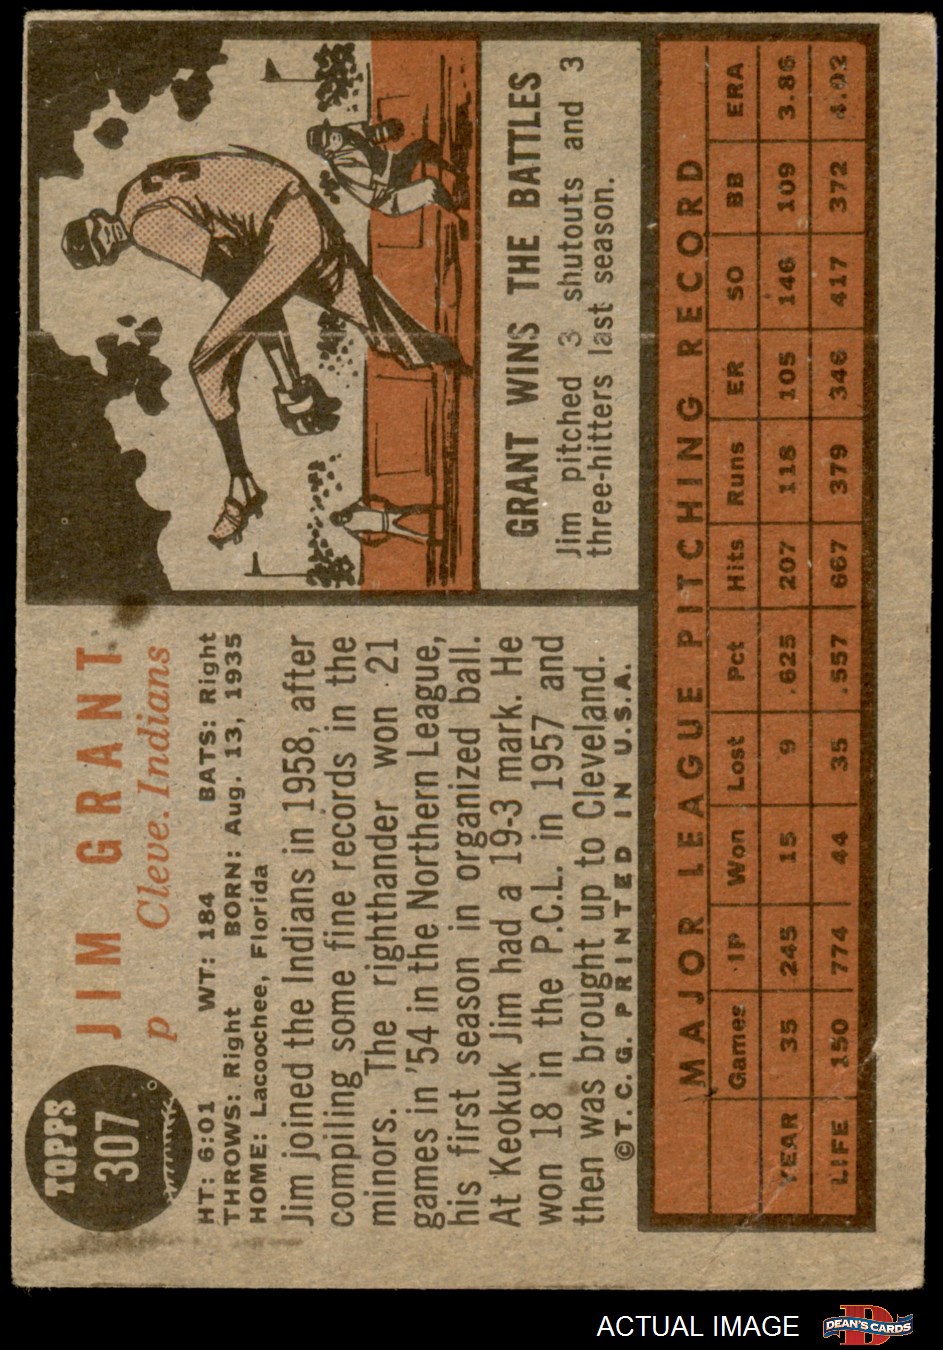 TOPPS
307
JIM GRANT
p Cleve. Indians
HT: 6:01 WT: 184 BATS: Right
THROWS: Right BORN: Aug. 13, 1935
HOME: Lacoochee, Florida
Jim joined the Indians in 1958, after
compiling some fine records in the
minors. The righthander won 21
games in '54 in the Northern League,
his first season in organized ball.
At Keokuk Jim had a 19-3 mark. He
won 18 in the P.C.L. in 1957 and
then was brought up to Cleveland.
©T.C.G. PRINTED IN U.S.A.
3
GRANT WINS THE BATTLES
Jim pitched 3 shutouts and 3
three-hitters last season.
MAJOR LEAGUE PITCHING RECORD
Games IP Won Lost Pct Hits Runs ER SO BB ERA
YEAR 35 245 15 9 .625 207 118 105 146 109 3.86
LIFE 150 774 44 35 .557 667 379 346 417 372 4.02
ACTUAL IMAGE
DEAN'S CARDS